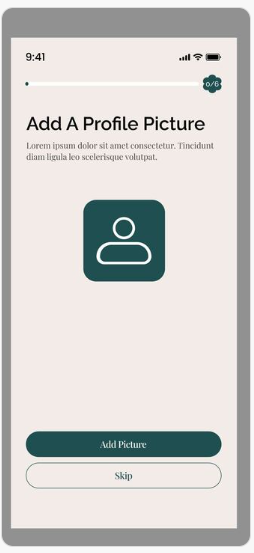 9:41
0/6
Add A Profile Picture
Lorem ipsum dolor sit amet consectetur. Tincidunt
diam ligula leo scelerisque volutpat.
Add Picture
Skip